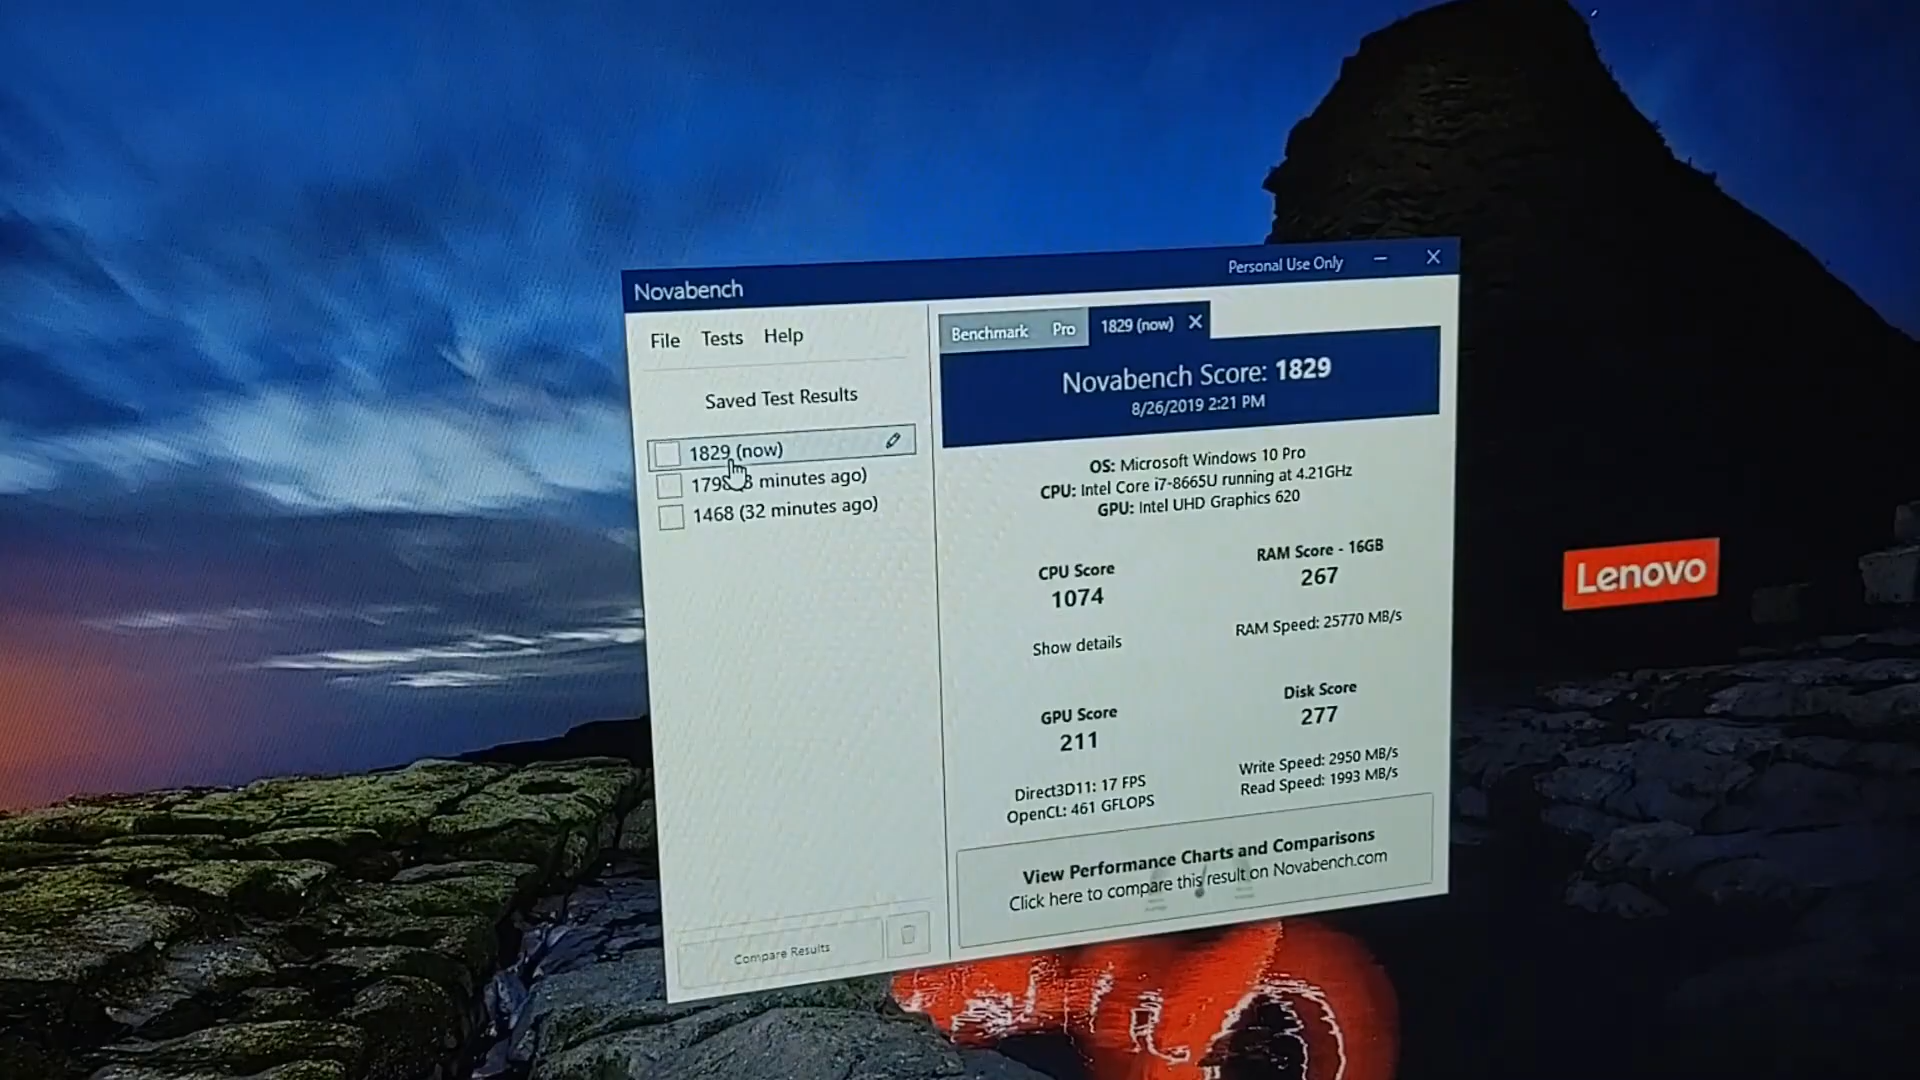 Novabench
Personal Use Only
File Tests Help
Saved Test Results
1829 (now)
minutes ago)
1468 (32 minutes ago)
Benchmark Pro 1829 (now)
Novabench Score: 1829
8/26/2019 2:21 PM
OS: Microsoft Windows 10 Pro
CPU: Intel Core i7-8665U running at 4.21GHz
GPU: Intel UHD Graphics 620
CPU Score
1074
Show details
RAM Score - 16GB
267
RAM Speed: 25770 MB/s
GPU Score
211
Direct3D11: 17 FPS
OpenCL: 461 GFLOPS
Disk Score
277
Write Speed: 2950 MB/s
Read Speed: 1993 MB/s
View Performance Charts and Comparisons
Click here to compare this result on Novabench.com
Compare Results
Lenovo